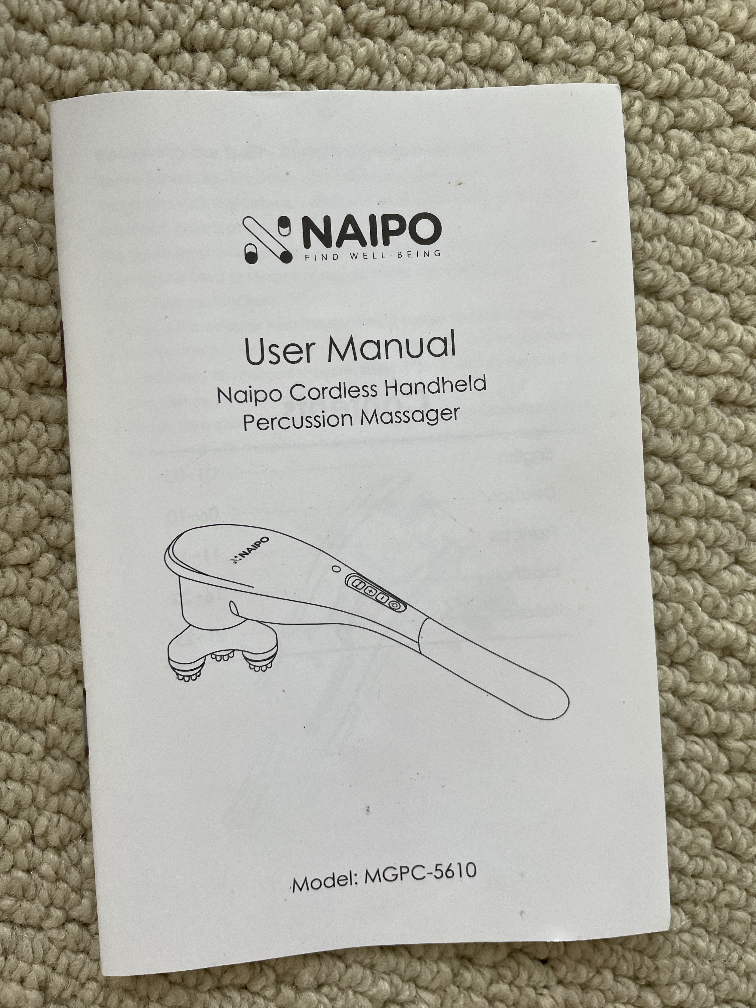 NAIPO
FIND WELL-BEING
User Manual
Naipo Cordless Handheld
Percussion Massager
NAIPO
Model: MGPC-5610